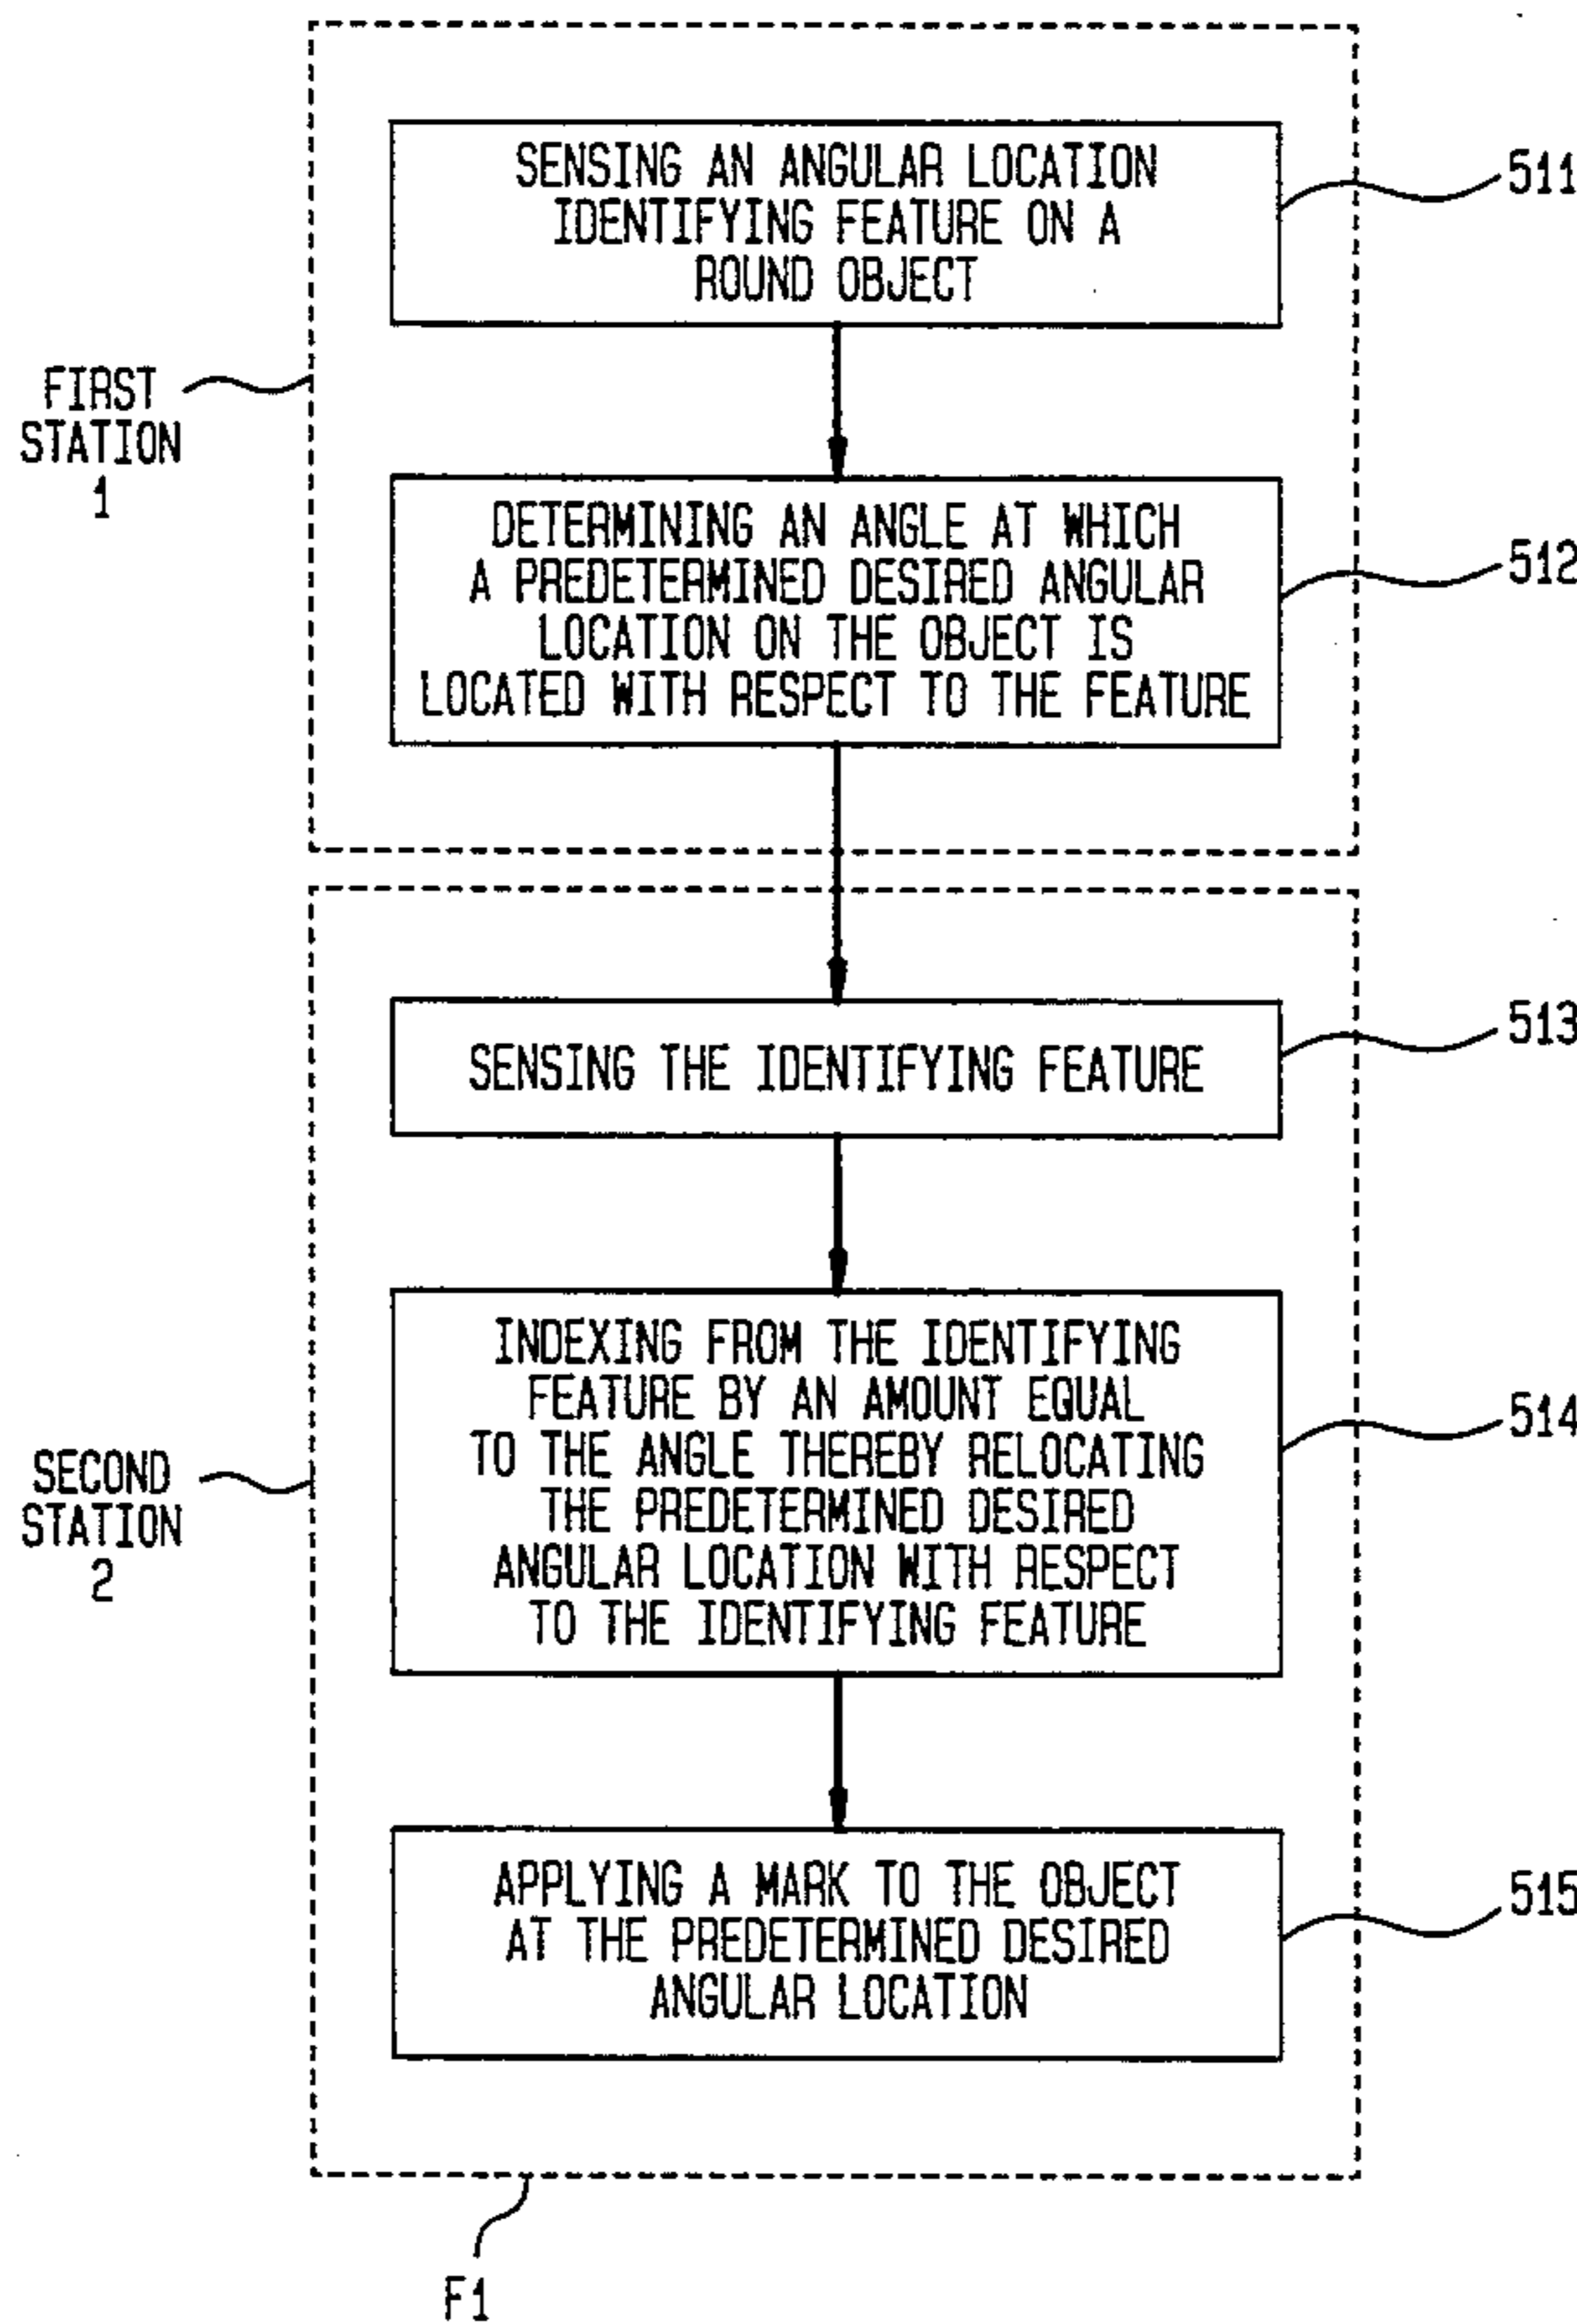 SENSING AN ANGULAR LOCATION
IDENTIFYING FEATURE ON A
ROUND OBJECT
511
FIRST
STATION
1
DETERMINING AN ANGLE AT WHICH
A PREDETERMINED DESIRED ANGULAR
LOCATION ON THE OBJECT IS
LOCATED WITH RESPECT TO THE FEATURE
512
SENSING THE IDENTIFYING FEATURE
513
INDEXING FROM THE IDENTIFYING
FEATURE BY AN AMOUNT EQUAL
TO THE ANGLE THEREBY RELOCATING
THE PREDETERMINED DESIRED
ANGULAR LOCATION WITH RESPECT
TO THE IDENTIFYING FEATURE
514
SECOND
STATION
2
APPLYING A MARK TO THE OBJECT
AT THE PREDETERMINED DESIRED
ANGULAR LOCATION
515
F1